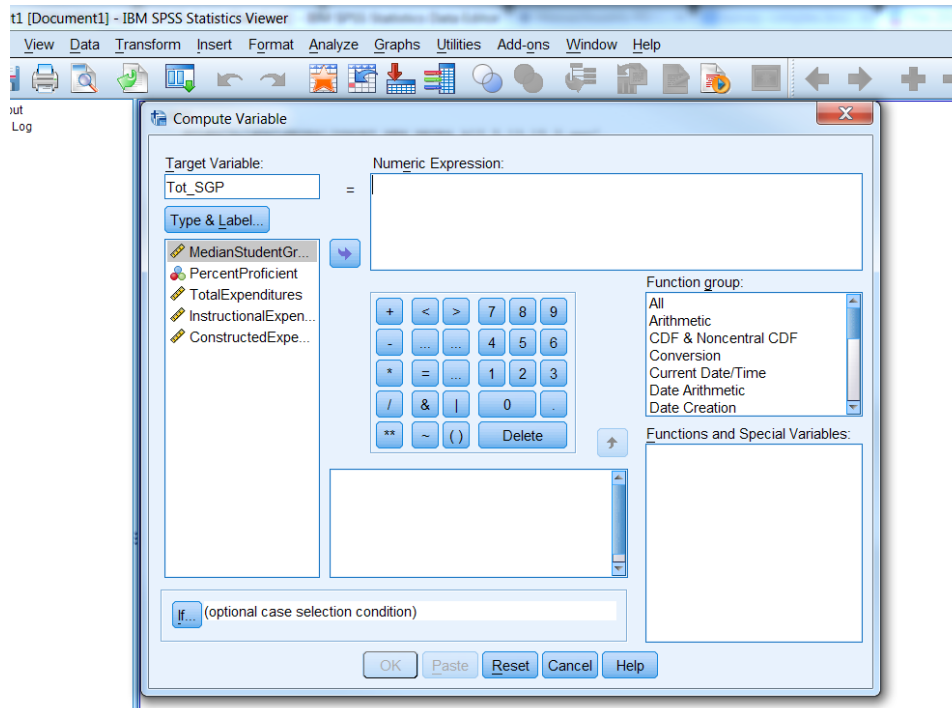 t1 [Document1] - IBM SPSS Statistics Viewer
View Data Transform Insert Format Analyze Graphs Utilities Add-ons Window Help
Log
Compute Variable
X
Target Variable:
Numeric Expression:
Tot_SGP
=
Type & Label...
MedianStudentGr...
PercentProficient
TotalExpenditures
InstructionalExpen...
ConstructedExpe...
+ < > 7 8 9
- ... ... 4 5 6
* = ... 1 2 3
/ & | 0 .
** ~ ( ) Delete
Function group:
All
Arithmetic
CDF & Noncentral CDF
Conversion
Current Date/Time
Date Arithmetic
Date Creation
Functions and Special Variables:
If... (optional case selection condition)
OK Paste Reset Cancel Help